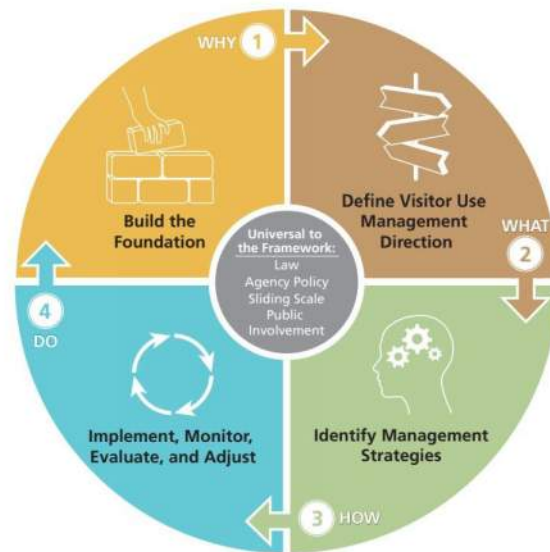 WHY 1
Build the
Foundation
Define Visitor Use
Management
Direction
WHAT
2
Universal to
the Framework:
Law
Agency Policy
Sliding Scale
Public
Involvement
Identify Management
Strategies
3 HOW
Implement, Monitor,
Evaluate, and Adjust
4
DO